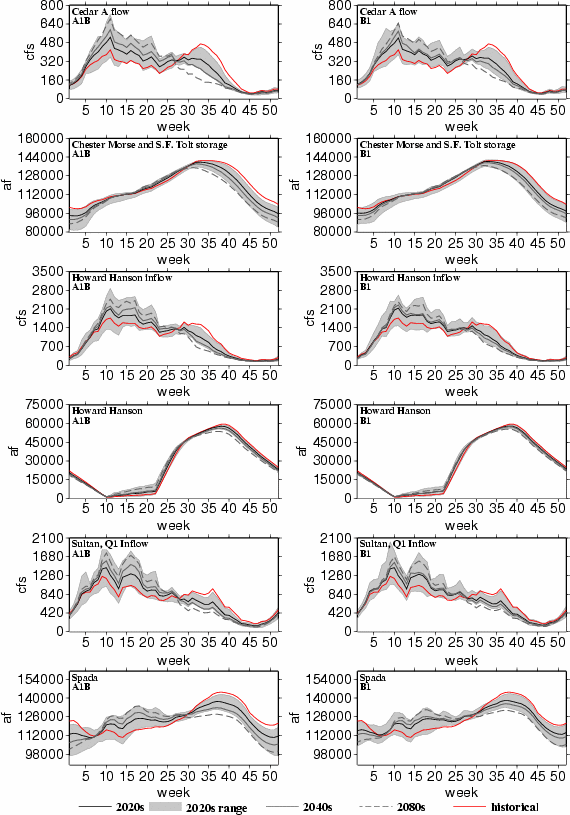 Cedar A flow
A1B
800
640
480
320
160
0
cfs
5 10 15 20 25 30 35 40 45 50
week
Cedar A flow
B1
800
640
480
320
160
0
cfs
5 10 15 20 25 30 35 40 45 50
week
Chester Morse and S.F. Tolt storage
A1B
160000
144000
128000
112000
96000
80000
af
5 10 15 20 25 30 35 40 45 50
week
Chester Morse and S.F. Tolt storage
B1
160000
144000
128000
112000
96000
80000
af
5 10 15 20 25 30 35 40 45 50
week
Howard Hanson inflow
A1B
3500
2800
2100
1400
700
0
cfs
5 10 15 20 25 30 35 40 45 50
week
Howard Hanson inflow
B1
3500
2800
2100
1400
700
0
cfs
5 10 15 20 25 30 35 40 45 50
week
Howard Hanson
A1B
75000
60000
45000
30000
15000
0
af
5 10 15 20 25 30 35 40 45 50
week
Howard Hanson
B1
75000
60000
45000
30000
15000
0
af
5 10 15 20 25 30 35 40 45 50
week
Sultan, Q1 Inflow
A1B
2100
1680
1260
840
420
0
cfs
5 10 15 20 25 30 35 40 45 50
week
Sultan, Q1 Inflow
B1
2100
1680
1260
840
420
0
cfs
5 10 15 20 25 30 35 40 45 50
week
Spada
A1B
154000
140000
126000
112000
98000
af
5 10 15 20 25 30 35 40 45 50
week
Spada
B1
154000
140000
126000
112000
98000
af
5 10 15 20 25 30 35 40 45 50
week
2020s 2020s range 2040s 2080s historical